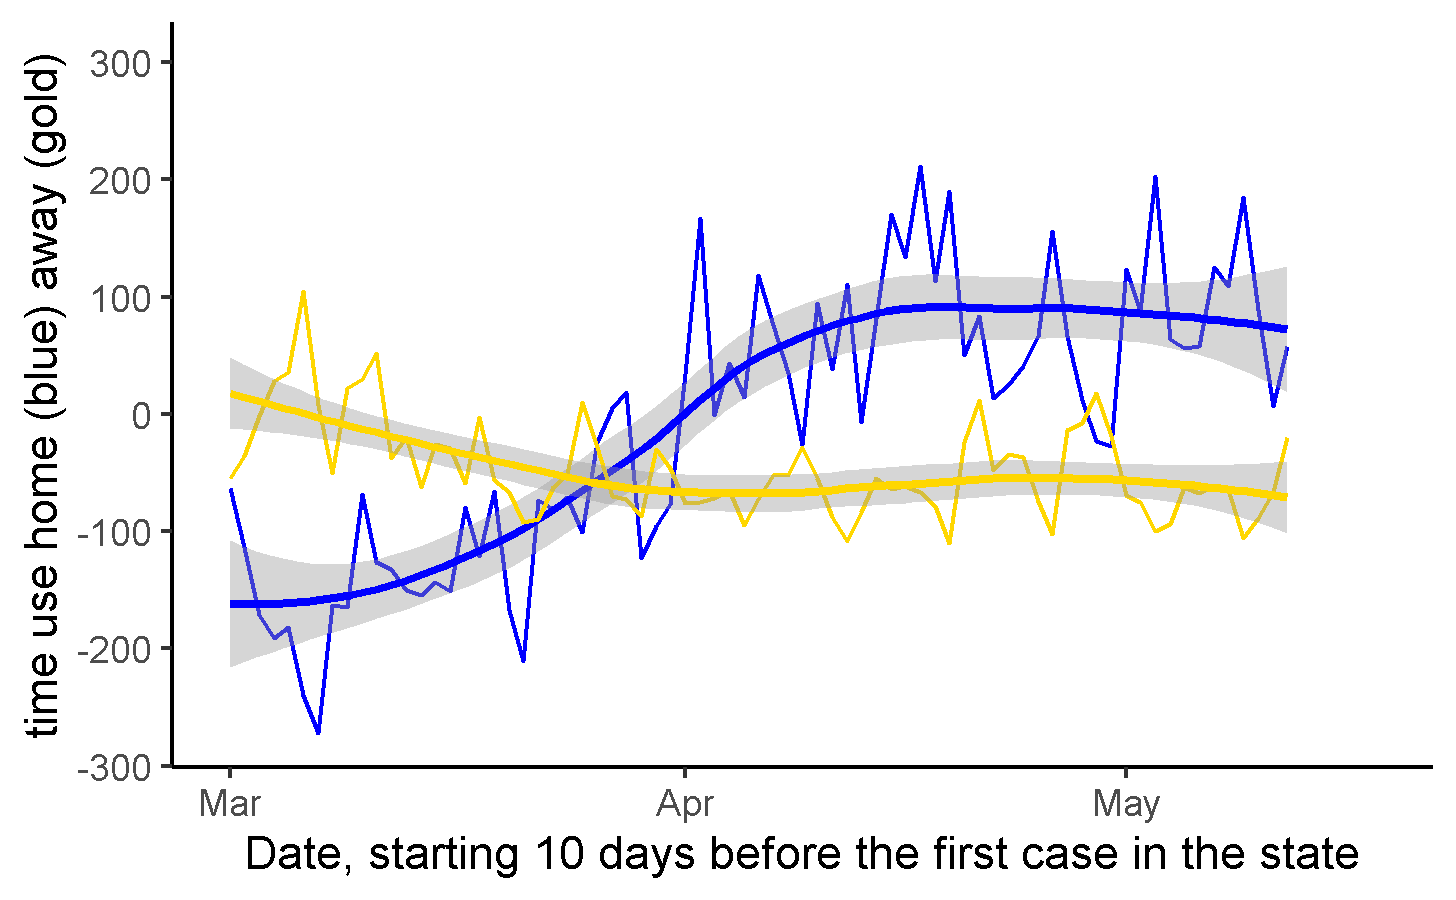 time use home (blue) away (gold)
300
200
100
0
-100
-200
-300
Mar
Apr
May
Date, starting 10 days before the first case in the state